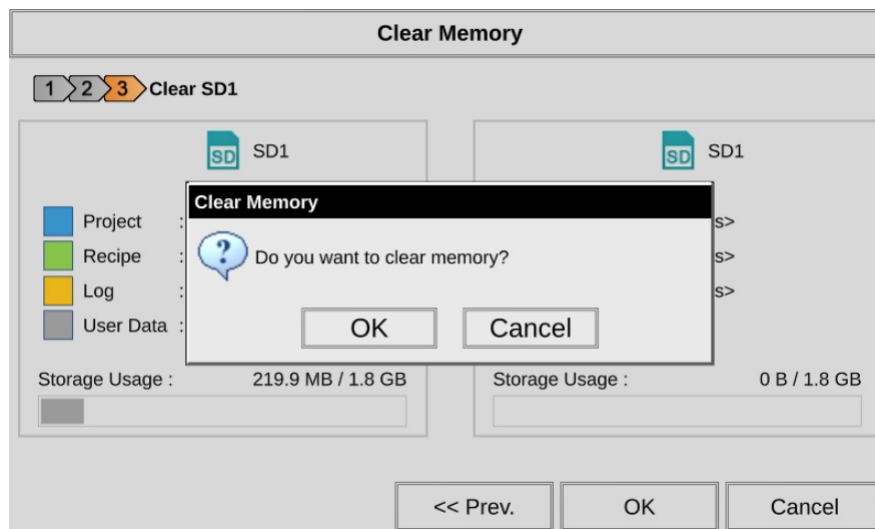 Clear Memory
1 2 3 Clear SD1
SD SD1
SD SD1
Clear Memory
Do you want to clear memory?
OK Cancel
Project :
Recipe :
Log :
User Data :
s>
s>
s>
Storage Usage : 219.9 MB / 1.8 GB
Storage Usage : 0 B / 1.8 GB
<< Prev. OK Cancel